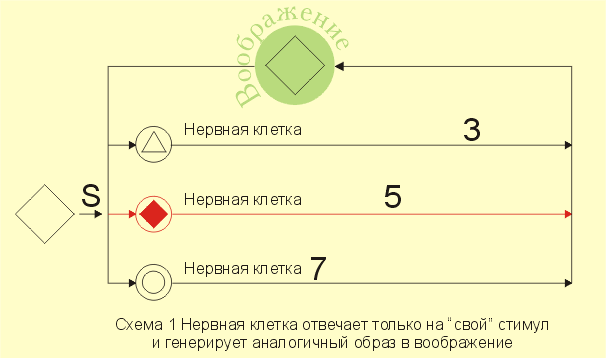 Воображение
Нервная клетка 3
S Нервная клетка 5
Нервная клетка 7
Схема 1 Нервная клетка отвечает только на “свой” стимул
и генерирует аналогичный образ в воображение